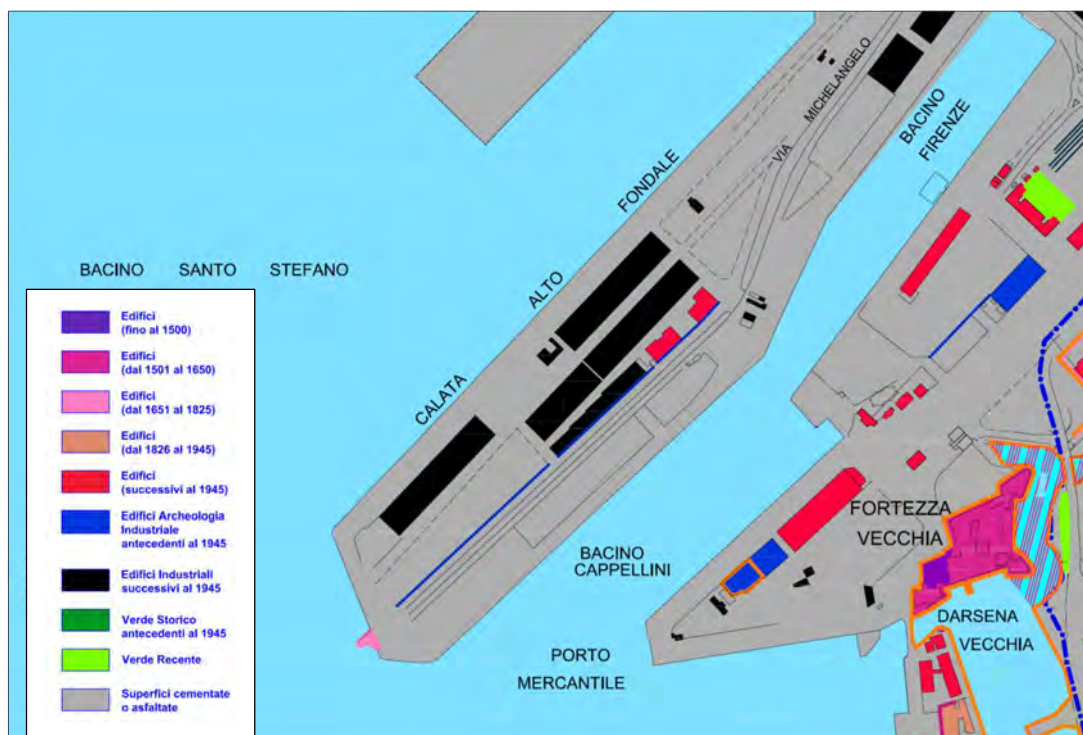 BACINO SANTO STEFANO
CALATA
ALTO
FONDALE
VIA
MICHELANGELO
BACINO
FIRENZE
BACINO
CAPPELLINI
PORTO
MERCANTILE
FORTEZZA
VECCHIA
DARSENA
VECCHIA
Edifici
(fino al 1500)
Edifici
(dal 1501 al 1650)
Edifici
(dal 1651 al 1825)
Edifici
(dal 1826 al 1945)
Edifici
(successivi al 1945)
Edifici Archeologia
Industriale
antecedenti al 1945
Edifici Industriali
successivi al 1945
Verde Storico
antecedenti al 1945
Verde Recente
Superfici cementate
o asfaltate